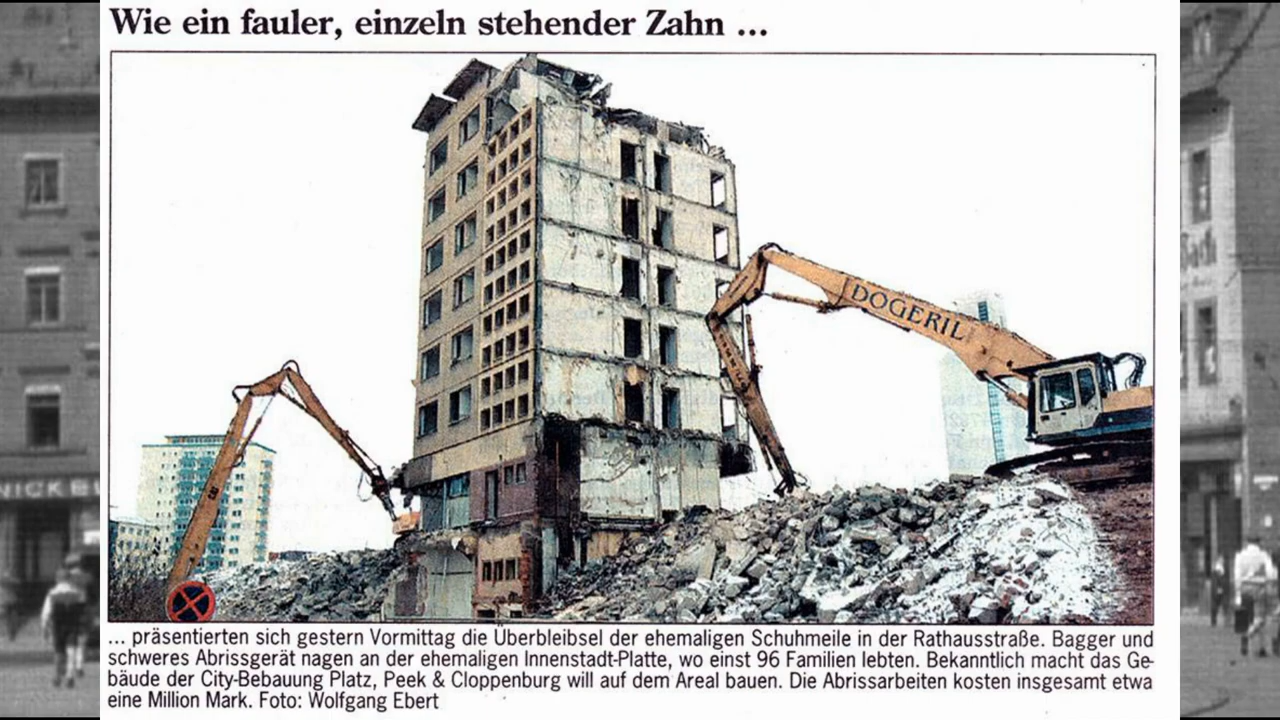 Wie ein fauler, einzeln stehender Zahn ...
DOGERIL
... präsentierten sich gestern Vormittag die Überbleibsel der ehemaligen Schuhmeile in der Rathausstraße. Bagger und
schweres Abrissgerät nagen an der ehemaligen Innenstadt-Platte, wo einst 96 Familien lebten. Bekanntlich macht das Ge-
bäude der City-Bebauung Platz, Peek & Cloppenburg will auf dem Areal bauen. Die Abrissarbeiten kosten insgesamt etwa
eine Million Mark. Foto: Wolfgang Ebert